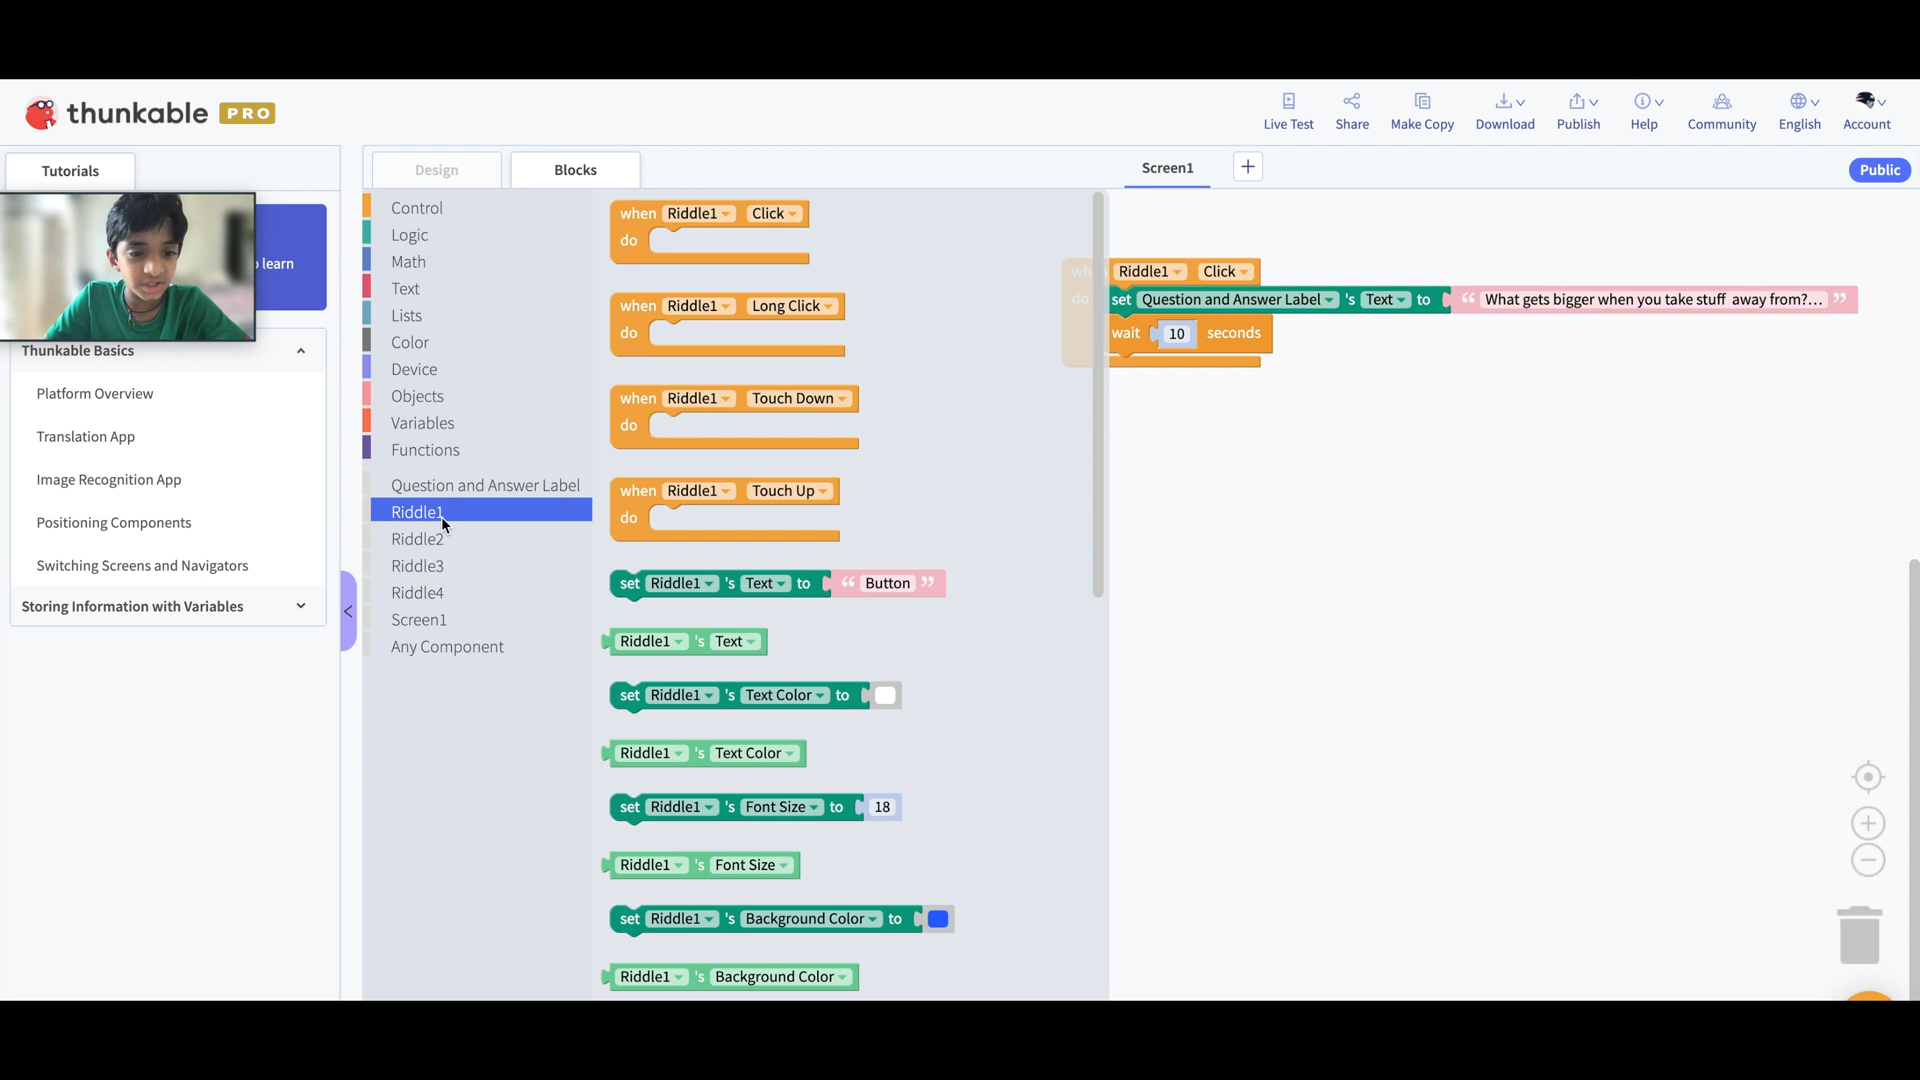 thunkable PRO
Live Test
Share
Make Copy
Download
Publish
Help
Community
English
Account
Tutorials
Design
Blocks
Screen1
+
Public
learn
Thunkable Basics
Platform Overview
Translation App
Image Recognition App
Positioning Components
Switching Screens and Navigators
Storing Information with Variables
Control
Logic
Math
Text
Lists
Color
Device
Objects
Variables
Functions
Question and Answer Label
Riddle1
Riddle2
Riddle3
Riddle4
Screen1
Any Component
when Riddle1 Click
do
when Riddle1 Long Click
do
when Riddle1 Touch Down
do
when Riddle1 Touch Up
do
set Riddle1 's Text to “ Button ”
Riddle1 's Text
set Riddle1 's Text Color to
Riddle1 's Text Color
set Riddle1 's Font Size to 18
Riddle1 's Font Size
set Riddle1 's Background Color to
Riddle1 's Background Color
Riddle1 Click
do set Question and Answer Label 's Text to “ What gets bigger when you take stuff away from?... ”
wait 10 seconds